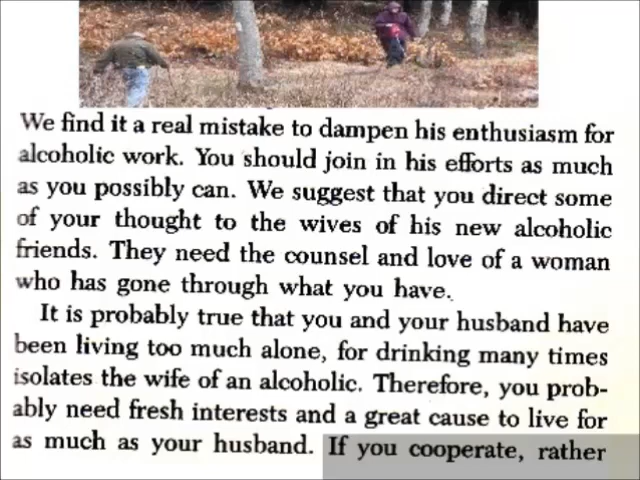 We find it a real mistake to dampen his enthusiasm for
alcoholic work. You should join in his efforts as much
as you possibly can. We suggest that you direct some
of your thought to the wives of his new alcoholic
friends. They need the counsel and love of a woman
who has gone through what you have.
It is probably true that you and your husband have
been living too much alone, for drinking many times
isolates the wife of an alcoholic. Therefore, you prob-
ably need fresh interests and a great cause to live for
as much as your husband. If you cooperate, rather